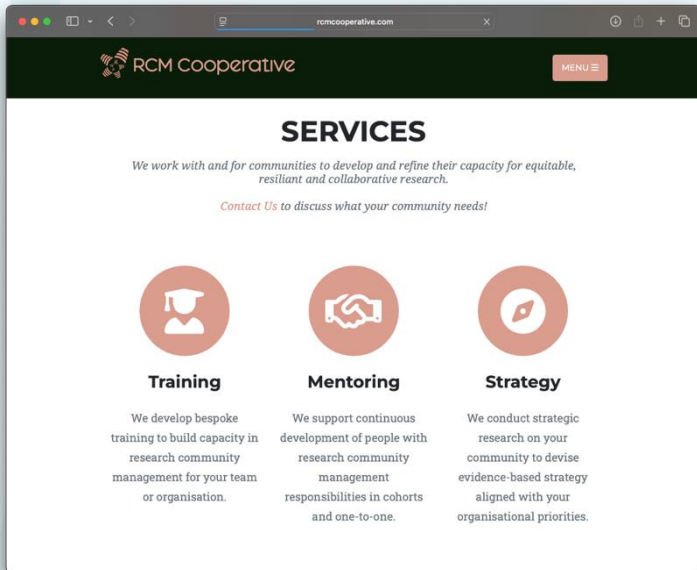 rcmcooperative.com
RCM Cooperative
MENU
SERVICES
We work with and for communities to develop and refine their capacity for equitable,
resiliant and collaborative research.
Contact Us to discuss what your community needs!
Training
We develop bespoke
training to build capacity in
research community
management for your team
or organisation.
Mentoring
We support continuous
development of people with
research community
management
responsibilities in cohorts
and one-to-one.
Strategy
We conduct strategic
research on your
community to devise
evidence-based strategy
aligned with your
organisational priorities.